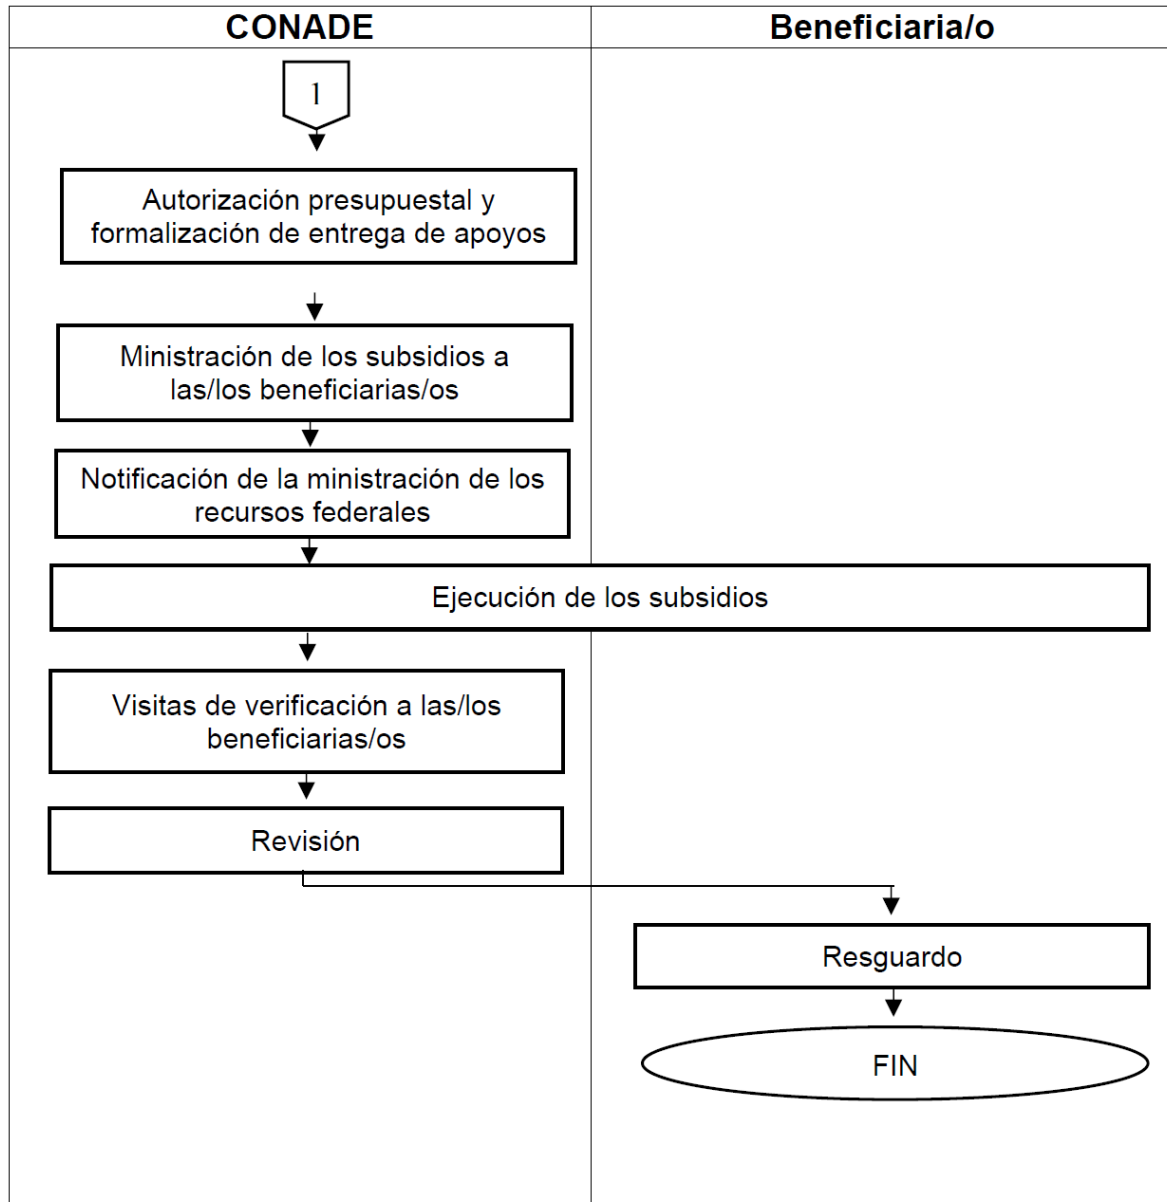 CONADE
Beneficiaria/o
1
Autorización presupuestal y
formalización de entrega de apoyos
Ministración de los subsidios a
las/los beneficiarias/os
Notificación de la ministración de los
recursos federales
Ejecución de los subsidios
Visitas de verificación a las/los
beneficiarias/os
Revisión
Resguardo
FIN